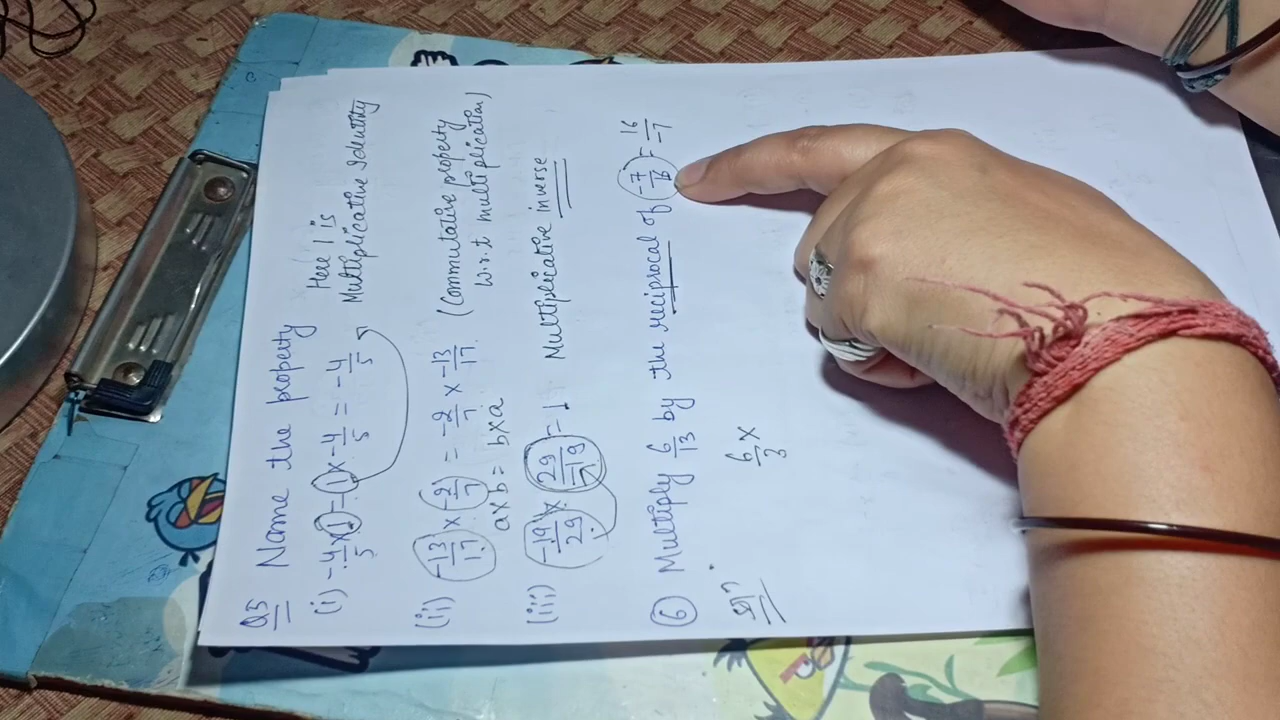 Q5 Name the property
(i) -4/5 × 1 = 1 × -4/5 = -4/5 Here 1 is
Multiplicative Identity
(ii) -13/17 × (-2/7) = -2/7 × -13/17 (Commutative property
w.r.t multiplication)
a×b = b×a
(iii) -19/29 × 29/-19 = 1 Multiplicative inverse
(6) Multiply 6/13 by the reciprocal of (-7/16) = 16/-7
6/3 ×